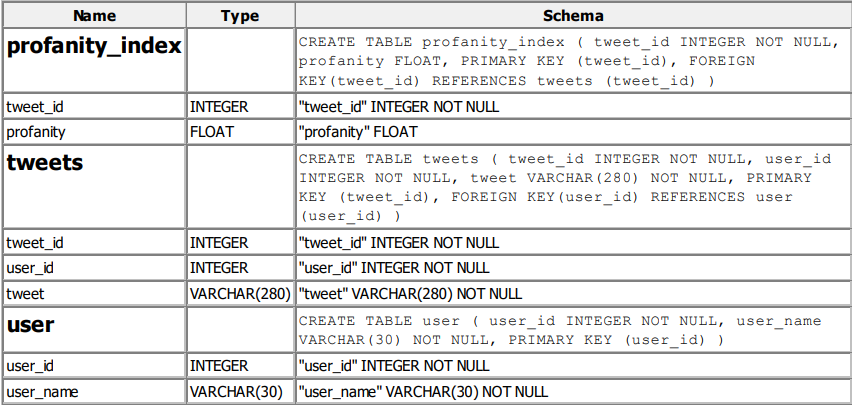 Name Type Schema
profanity_index CREATE TABLE profanity_index ( tweet_id INTEGER NOT NULL,
profanity FLOAT, PRIMARY KEY (tweet_id), FOREIGN
KEY(tweet_id) REFERENCES tweets (tweet_id) )
tweet_id INTEGER "tweet_id" INTEGER NOT NULL
profanity FLOAT "profanity" FLOAT
tweets CREATE TABLE tweets ( tweet_id INTEGER NOT NULL, user_id
INTEGER NOT NULL, tweet VARCHAR(280) NOT NULL, PRIMARY
KEY (tweet_id), FOREIGN KEY(user_id) REFERENCES user
(user_id) )
tweet_id INTEGER "tweet_id" INTEGER NOT NULL
user_id INTEGER "user_id" INTEGER NOT NULL
tweet VARCHAR(280) "tweet" VARCHAR(280) NOT NULL
user CREATE TABLE user ( user_id INTEGER NOT NULL, user_name
VARCHAR(30) NOT NULL, PRIMARY KEY (user_id) )
user_id INTEGER "user_id" INTEGER NOT NULL
user_name VARCHAR(30) "user_name" VARCHAR(30) NOT NULL